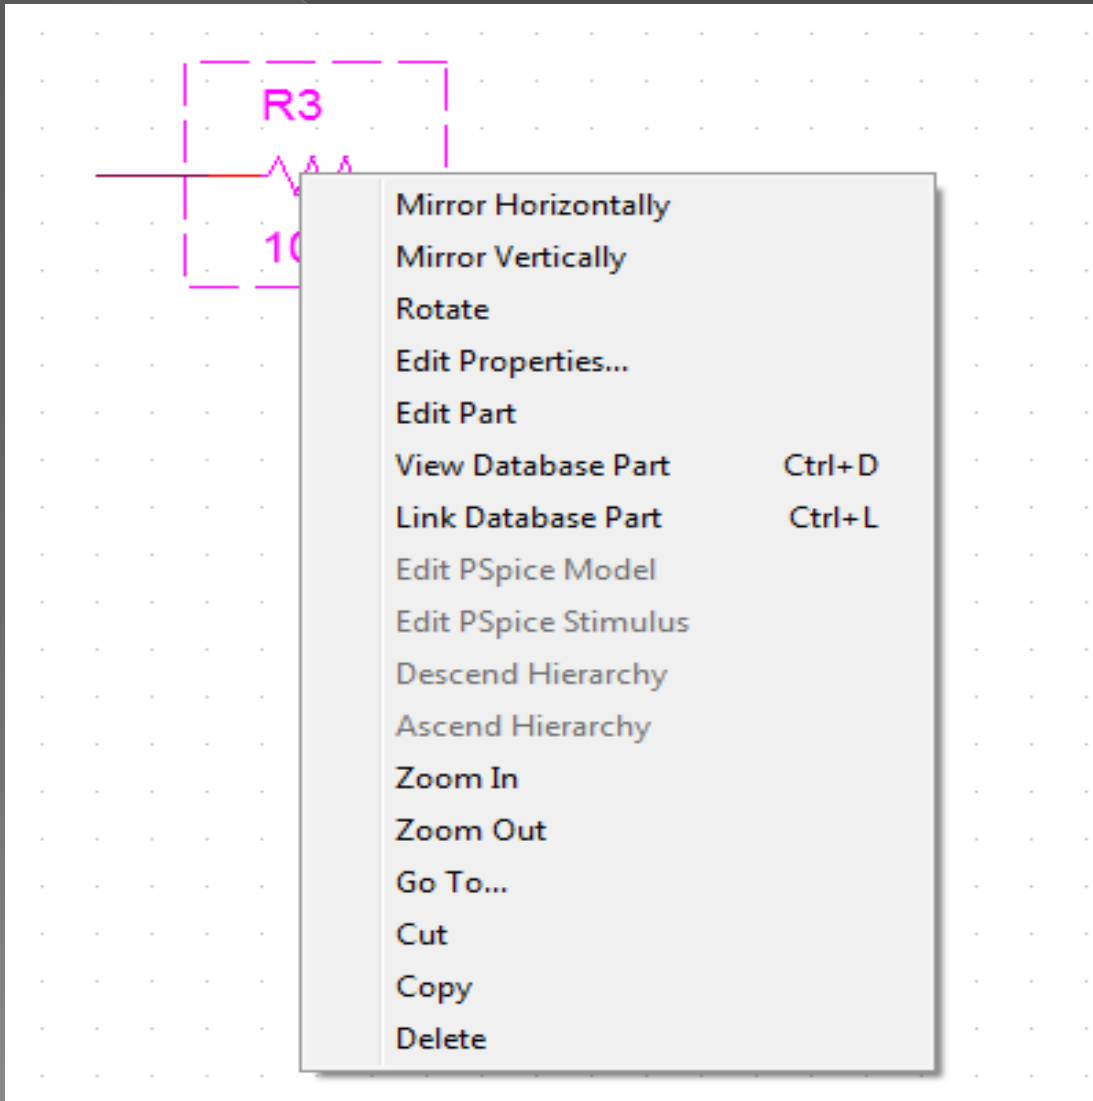 R3
Mirror Horizontally
Mirror Vertically
10
Rotate
Edit Properties...
Edit Part
View Database Part Ctrl+D
Link Database Part Ctrl+L
Edit PSpice Model
Edit PSpice Stimulus
Descend Hierarchy
Ascend Hierarchy
Zoom In
Zoom Out
Go To...
Cut
Copy
Delete